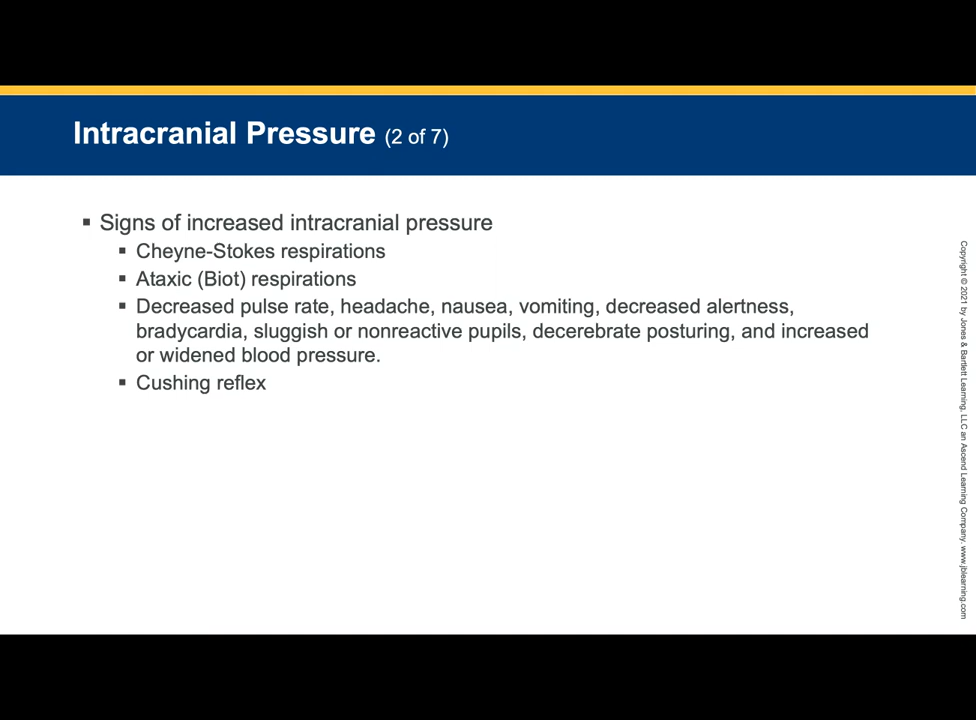 Intracranial Pressure (2 of 7)
▪ Signs of increased intracranial pressure
▪ Cheyne-Stokes respirations
▪ Ataxic (Biot) respirations
▪ Decreased pulse rate, headache, nausea, vomiting, decreased alertness,
bradycardia, sluggish or nonreactive pupils, decerebrate posturing, and increased
or widened blood pressure.
▪ Cushing reflex
Copyright © 2021 by Jones & Bartlett Learning, LLC an Ascend Learning Company. www.jblearning.com